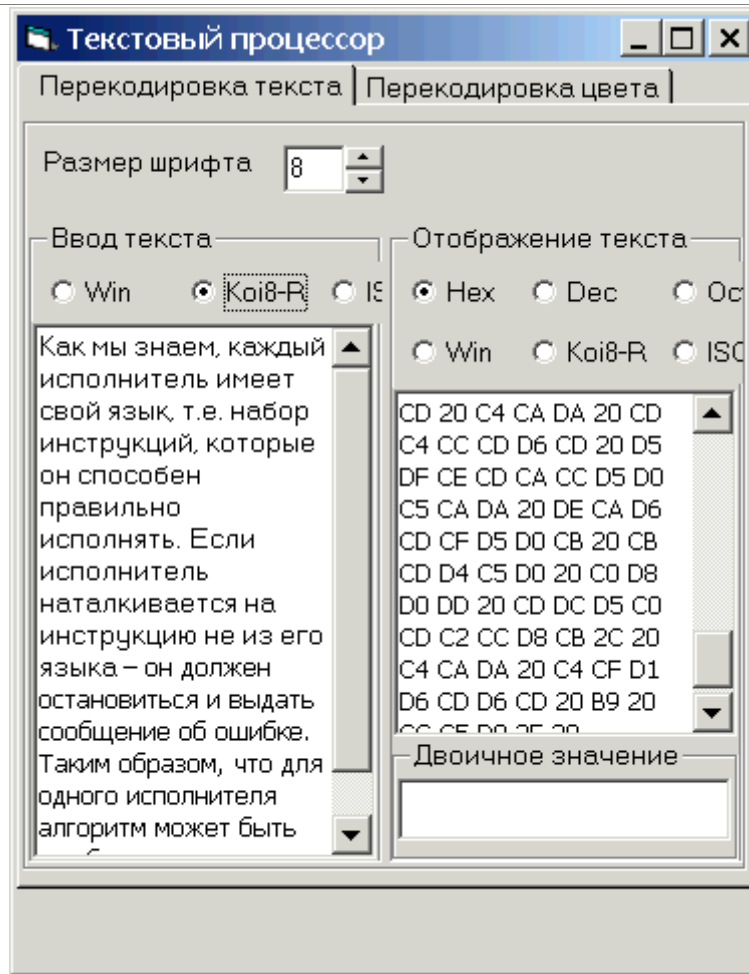 Текстовый процессор
Перекодировка текста
Перекодировка цвета
Размер шрифта 8
Ввод текста
Win Koi8-R IS
Как мы знаем, каждый
исполнитель имеет
свой язык, т.е. набор
инструкций, которые
он способен
правильно
исполнять. Если
исполнитель
наталкивается на
инструкцию не из его
языка – он должен
остановиться и выдать
сообщение об ошибке.
Таким образом, что для
одного исполнителя
алгоритм может быть
Отображение текста
Hex Dec Oc
Win Koi8-R ISO
CD 20 C4 CA DA 20 CD
C4 CC CD D6 CD 20 D5
DF CE CD CA CC D5 D0
C5 CA DA 20 DE CA D6
CD CF D5 D0 CB 20 CB
CD D4 C5 D0 20 C0 D8
D0 DD 20 CD DC D5 C0
CD C2 CC D8 CB 2C 20
C4 CA DA 20 C4 CF D1
D6 CD D6 CD 20 B9 20
Двоичное значение